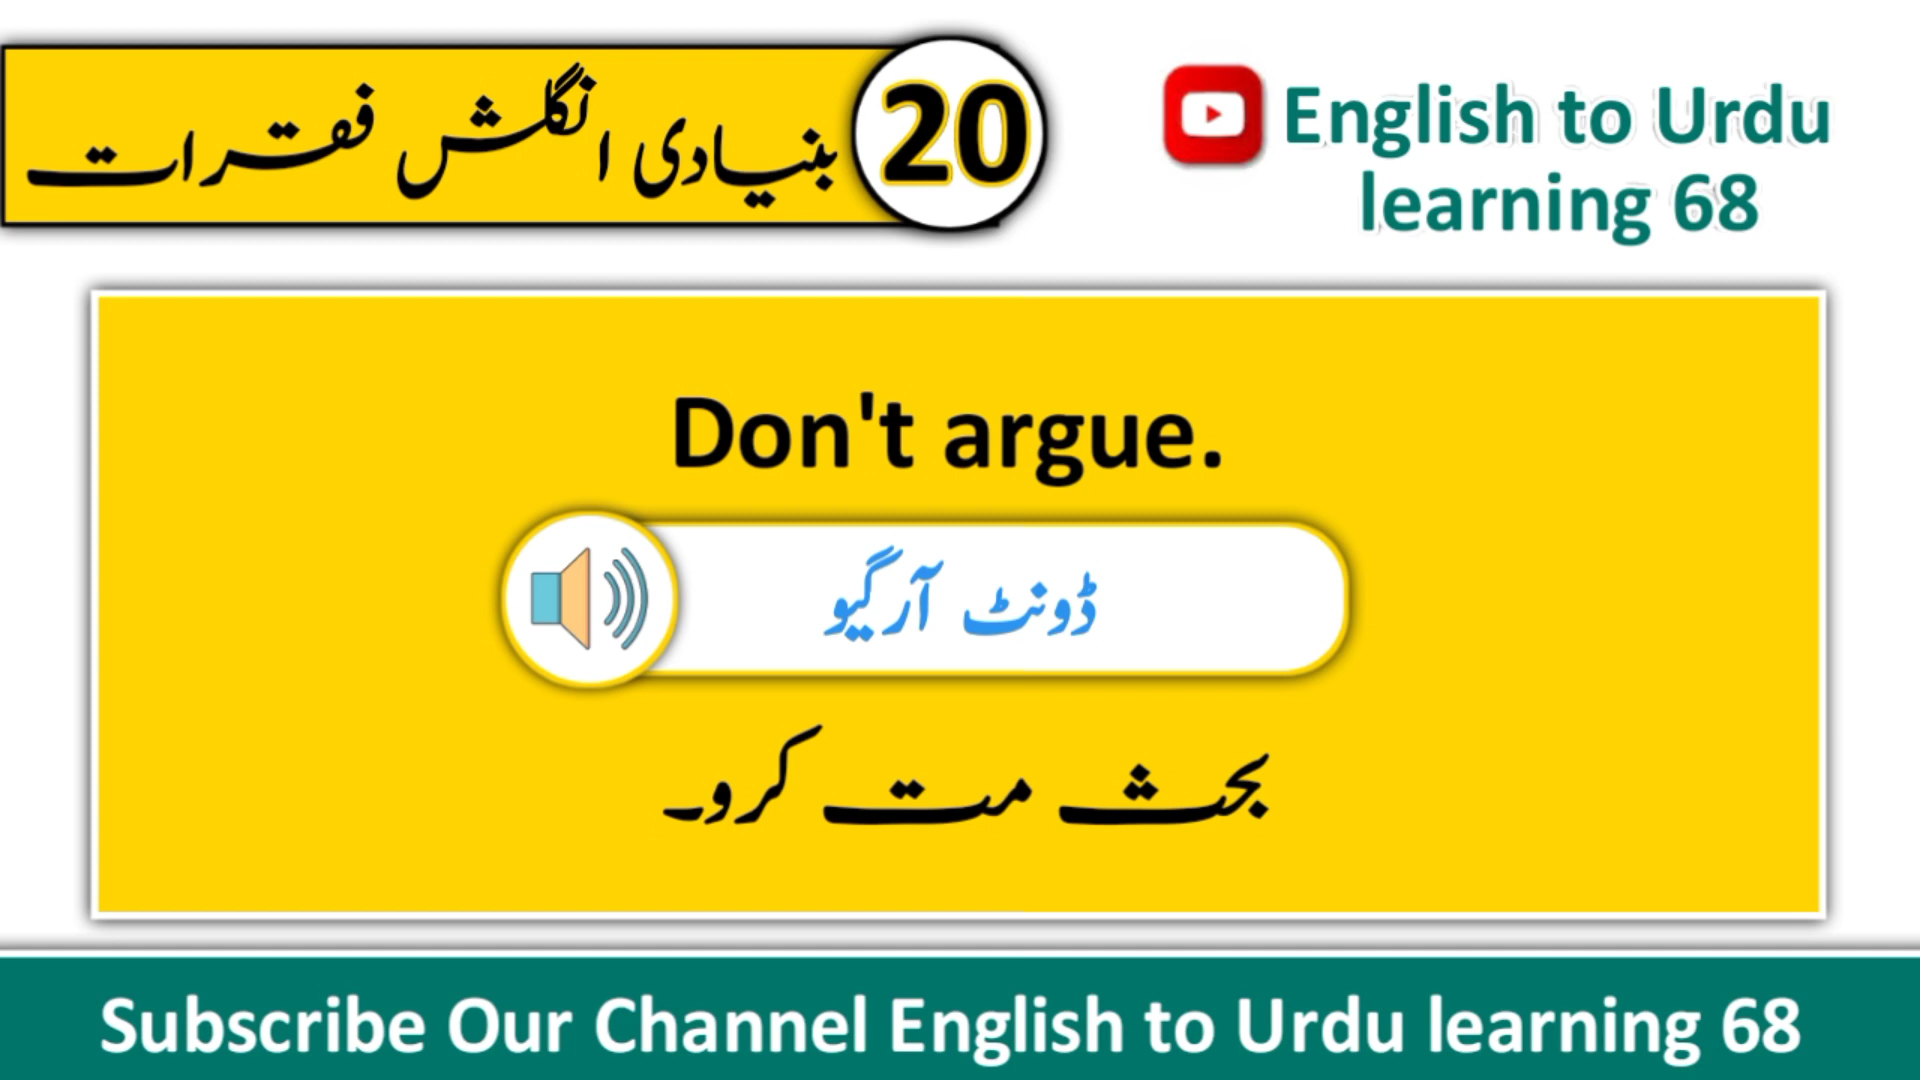 20 بنیادی انگلش فقرات
English to Urdu
learning 68
Don't argue.
ڈونٹ آرگیو
بحث مت کرو۔
Subscribe Our Channel English to Urdu learning 68